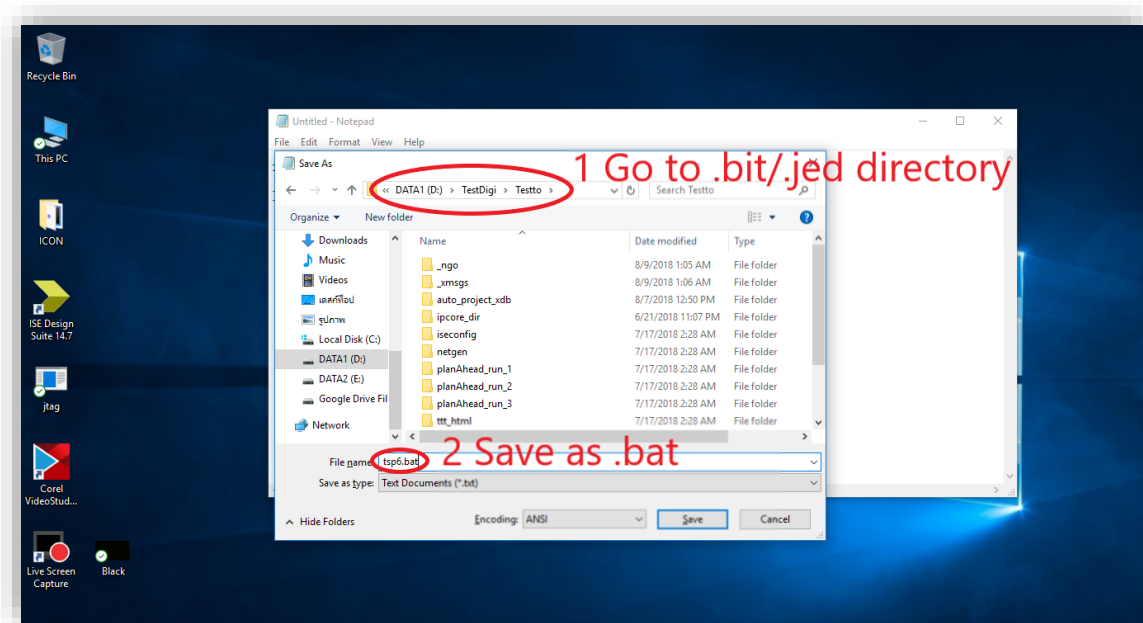 Recycle Bin
This PC
ICON
ISE Design
Suite 14.7
jtag
Corel
VideoStud...
Live Screen
Capture
Black
Untitled - Notepad
File Edit Format View Help
Save As
1 Go to .bit/.jed directory
« DATA1 (D:) › TestDigi › Testto ›
Search Testto
Organize New folder
Downloads
Music
Videos
เดสก์ท็อป
รูปภาพ
Local Disk (C:)
DATA1 (D:)
DATA2 (E:)
Google Drive Fil
Network
Name Date modified Type
_ngo 8/9/2018 1:05 AM File folder
_xmsgs 8/9/2018 1:06 AM File folder
auto_project_xdb 8/7/2018 12:50 PM File folder
ipcore_dir 6/21/2018 11:07 PM File folder
iseconfig 7/17/2018 2:28 AM File folder
netgen 7/17/2018 2:28 AM File folder
planAhead_run_1 7/17/2018 2:28 AM File folder
planAhead_run_2 7/17/2018 2:28 AM File folder
planAhead_run_3 7/17/2018 2:28 AM File folder
ttt_html 7/17/2018 2:28 AM File folder
2 Save as .bat
File name: tsp6.bat
Save as type: Text Documents (*.txt)
Hide Folders Encoding: ANSI Save Cancel